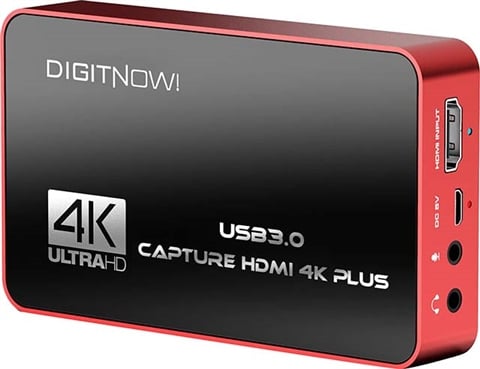 DIGITNOW!
4K
ULTRAHD
USB3.0
CAPTURE HDMI 4K PLUS
HDMI INPUT
DC 5V